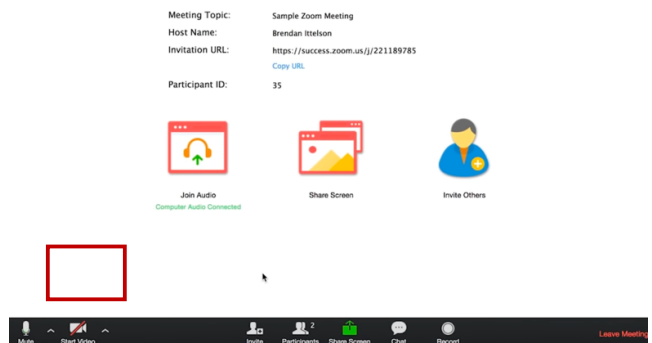 Meeting Topic: Sample Zoom Meeting
Host Name: Brendan Ittelson
Invitation URL: https://success.zoom.us/j/221189785
Copy URL
Participant ID: 35
Join Audio Share Screen Invite Others
Computer Audio Connected
2
Mute Start Video Invite Participants Share Screen Chat Record Leave Meeting